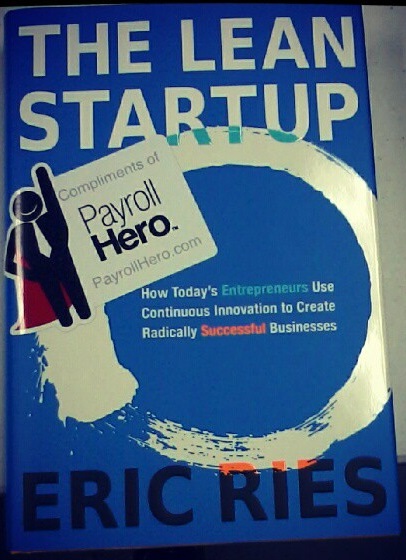 THE LEAN
STARTUP
Compliments of
Payroll
Hero.™
PayrollHero.com
How Today's Entrepreneurs Use
Continuous Innovation to Create
Radically Successful Businesses
ERIC RIES